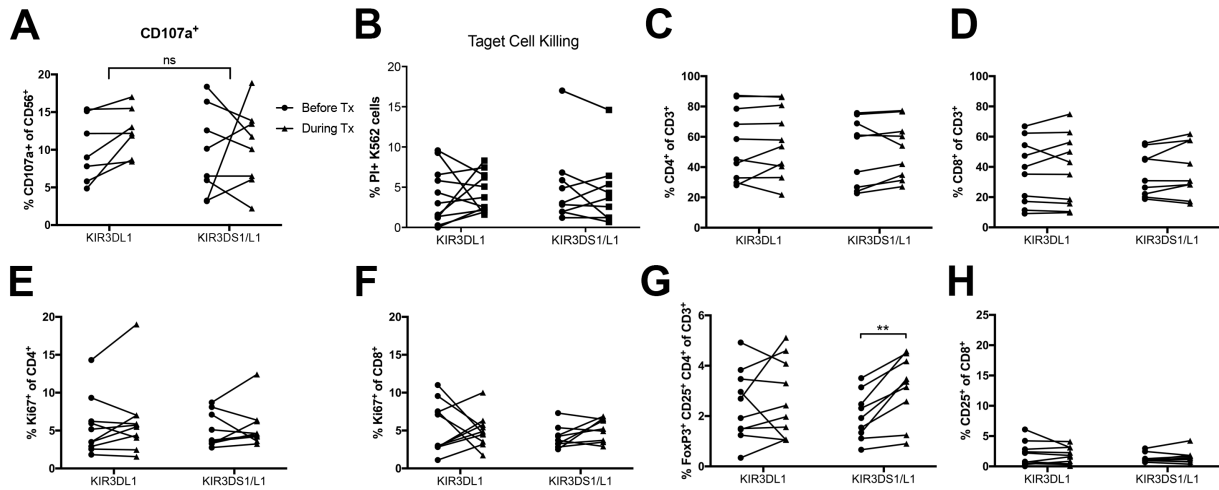 A
CD107a⁺
ns
% CD107a⁺ of CD56⁺
20
15
10
5
0
KIR3DL1
KIR3DS1/L1
Before Tx
During Tx
B
Taget Cell Killing
% PI+ K562 cells
20
15
10
5
0
KIR3DL1
KIR3DS1/L1
C
% CD4⁺ of CD3⁺
100
80
60
40
20
0
KIR3DL1
KIR3DS1/L1
D
% CD8⁺ of CD3⁺
100
80
60
40
20
0
KIR3DL1
KIR3DS1/L1
E
% Ki67⁺ of CD4⁺
20
15
10
5
0
KIR3DL1
KIR3DS1/L1
F
% Ki67⁺ of CD8⁺
20
15
10
5
0
KIR3DL1
KIR3DS1/L1
G
**
% FoxP3⁺ CD25⁺ CD4⁺ of CD3⁺
6
4
2
0
KIR3DL1
KIR3DS1/L1
H
% CD25⁺ of CD8⁺
25
20
15
10
5
0
KIR3DL1
KIR3DS1/L1